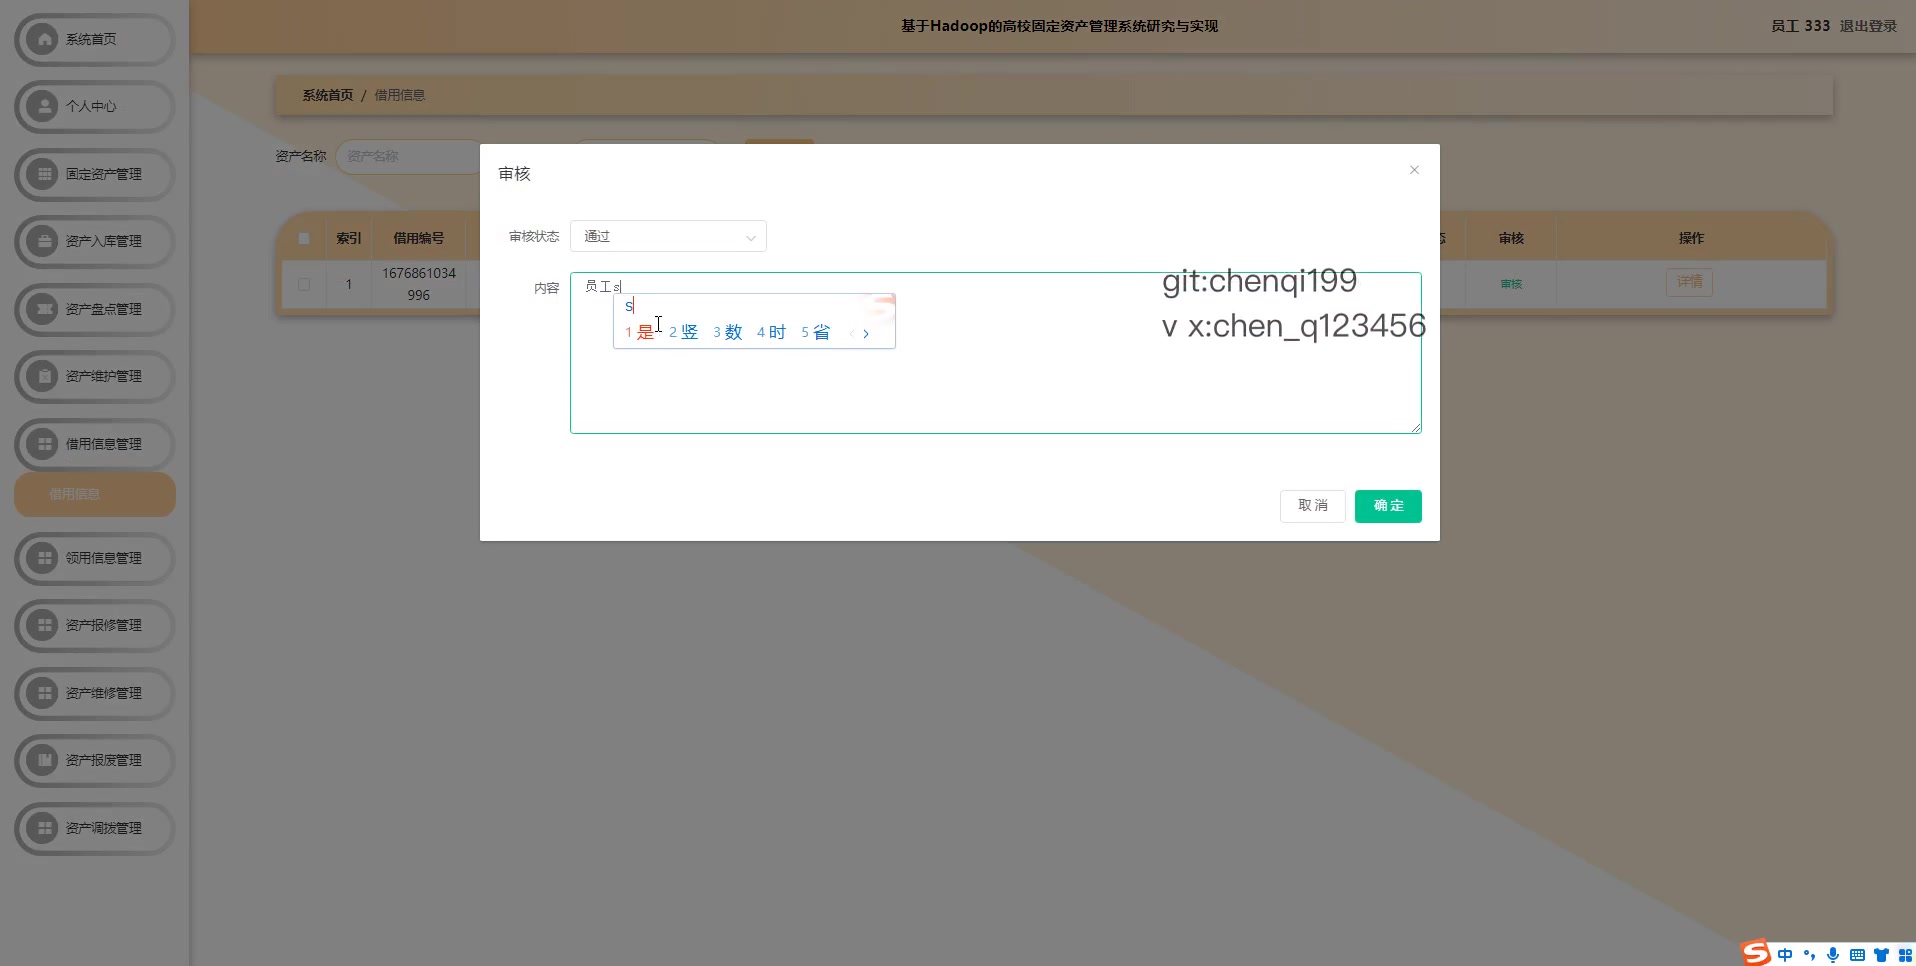 基于Hadoop的高校固定资产管理系统研究与实现
员工 333 退出登录
系统首页
个人中心
固定资产管理
资产入库管理
资产盘点管理
资产维护管理
借用信息管理
借用信息
领用信息管理
资产报修管理
资产维修管理
资产报废管理
资产调拨管理
系统首页 / 借用信息
资产名称 资产名称
索引 借用编号 审核 操作
1 1676861034
996
审核 详情
审核
审核状态 通过
内容 员工s
s
1 是 2 竖 3 数 4 时 5 省
git:chenqi199
v x:chen_q123456
取消 确定
中